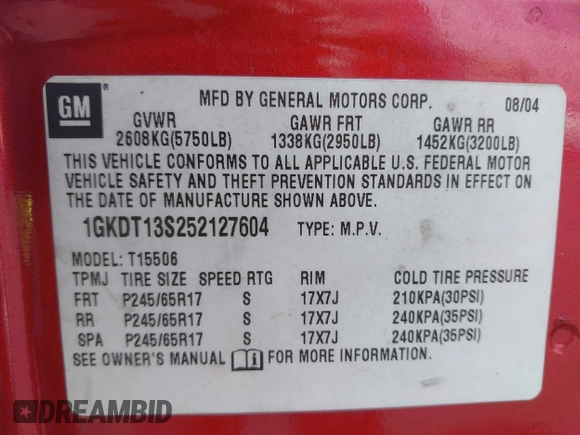 GM ®
MFD BY GENERAL MOTORS CORP. 08/04
GVWR GAWR FRT GAWR RR
2608KG(5750LB) 1338KG(2950LB) 1452KG(3200LB)
THIS VEHICLE CONFORMS TO ALL APPLICABLE U.S. FEDERAL MOTOR
VEHICLE SAFETY AND THEFT PREVENTION STANDARDS IN EFFECT ON
THE DATE OF MANUFACTURE SHOWN ABOVE.
1GKDT13S252127604 TYPE: M.P.V.
MODEL: T15506
TPMJ TIRE SIZE SPEED RTG RIM COLD TIRE PRESSURE
FRT P245/65R17 S 17X7J 210KPA(30PSI)
RR P245/65R17 S 17X7J 240KPA(35PSI)
SPA P245/65R17 S 17X7J 240KPA(35PSI)
SEE OWNER'S MANUAL i FOR MORE INFORMATION.
DREAMBID